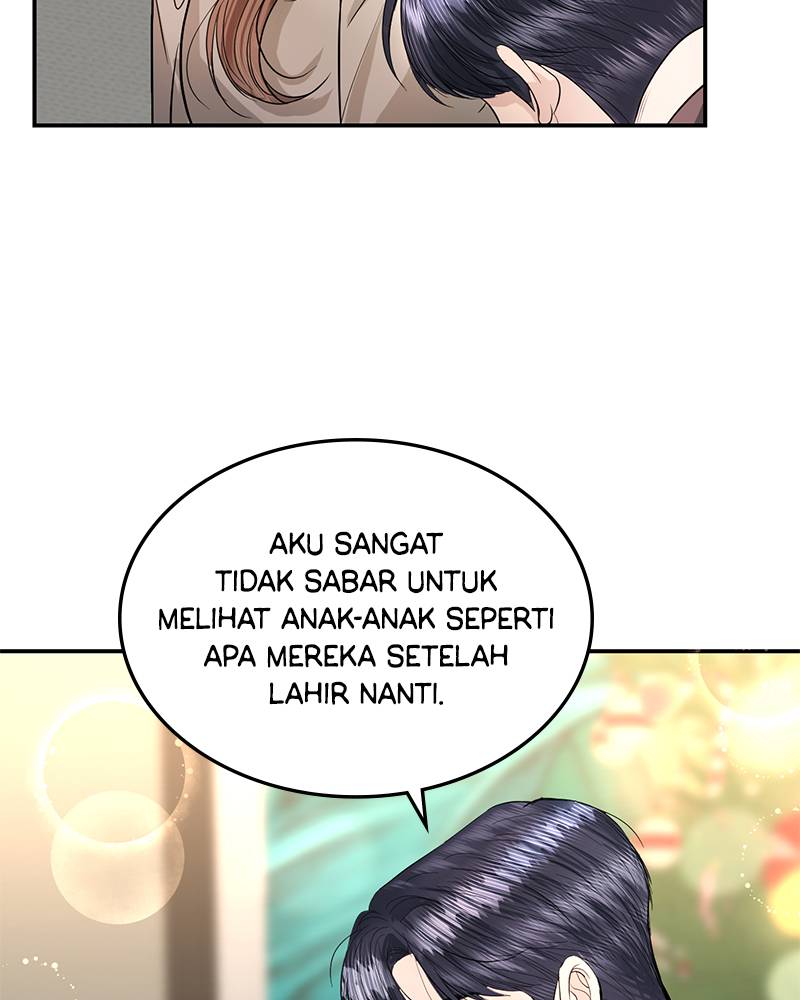 AKU SANGAT
TIDAK SABAR UNTUK
MELIHAT ANAK-ANAK SEPERTI
APA MEREKA SETELAH
LAHIR NANTI.